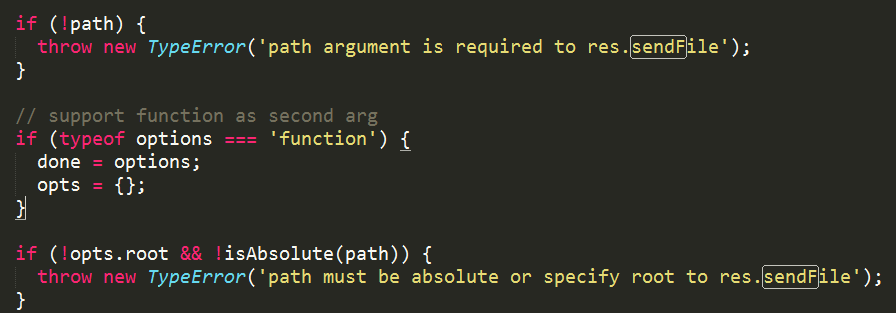 if (!path) {
  throw new TypeError('path argument is required to res.sendFile');
}

// support function as second arg
if (typeof options === 'function') {
  done = options;
  opts = {};
}

if (!opts.root && !isAbsolute(path)) {
  throw new TypeError('path must be absolute or specify root to res.sendFile');
}